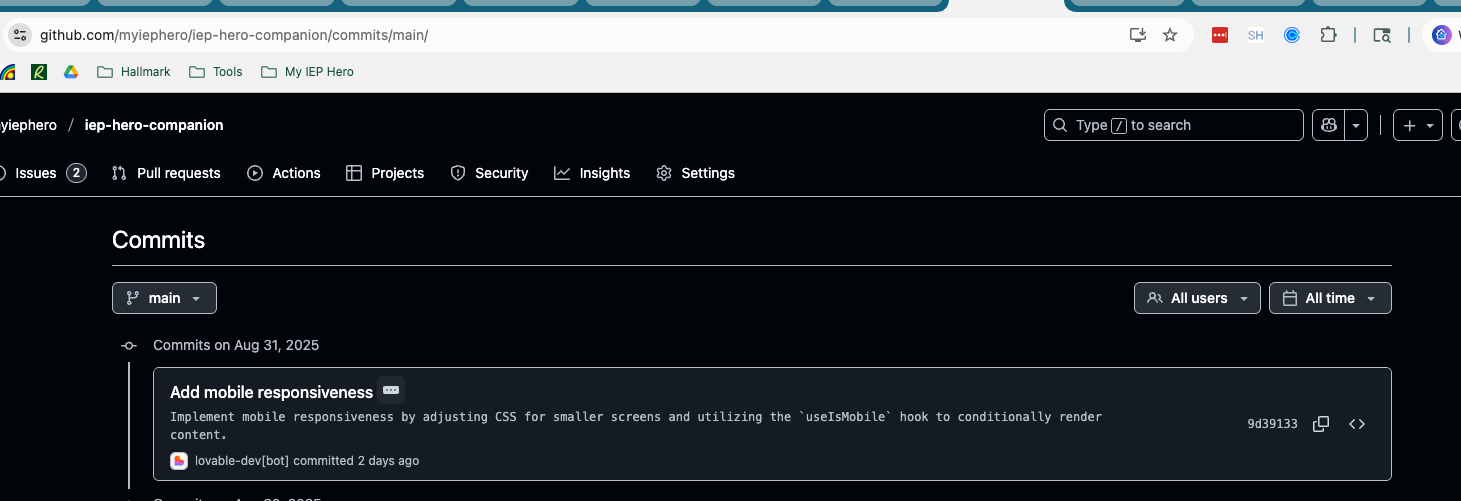 github.com/myiephero/iep-hero-companion/commits/main/
SH
Hallmark
Tools
My IEP Hero
yiephero / iep-hero-companion
Type / to search
Issues 2
Pull requests
Actions
Projects
Security
Insights
Settings
Commits
main
All users
All time
Commits on Aug 31, 2025
Add mobile responsiveness
Implement mobile responsiveness by adjusting CSS for smaller screens and utilizing the `useIsMobile` hook to conditionally render
content.
9d39133
lovable-dev[bot] committed 2 days ago